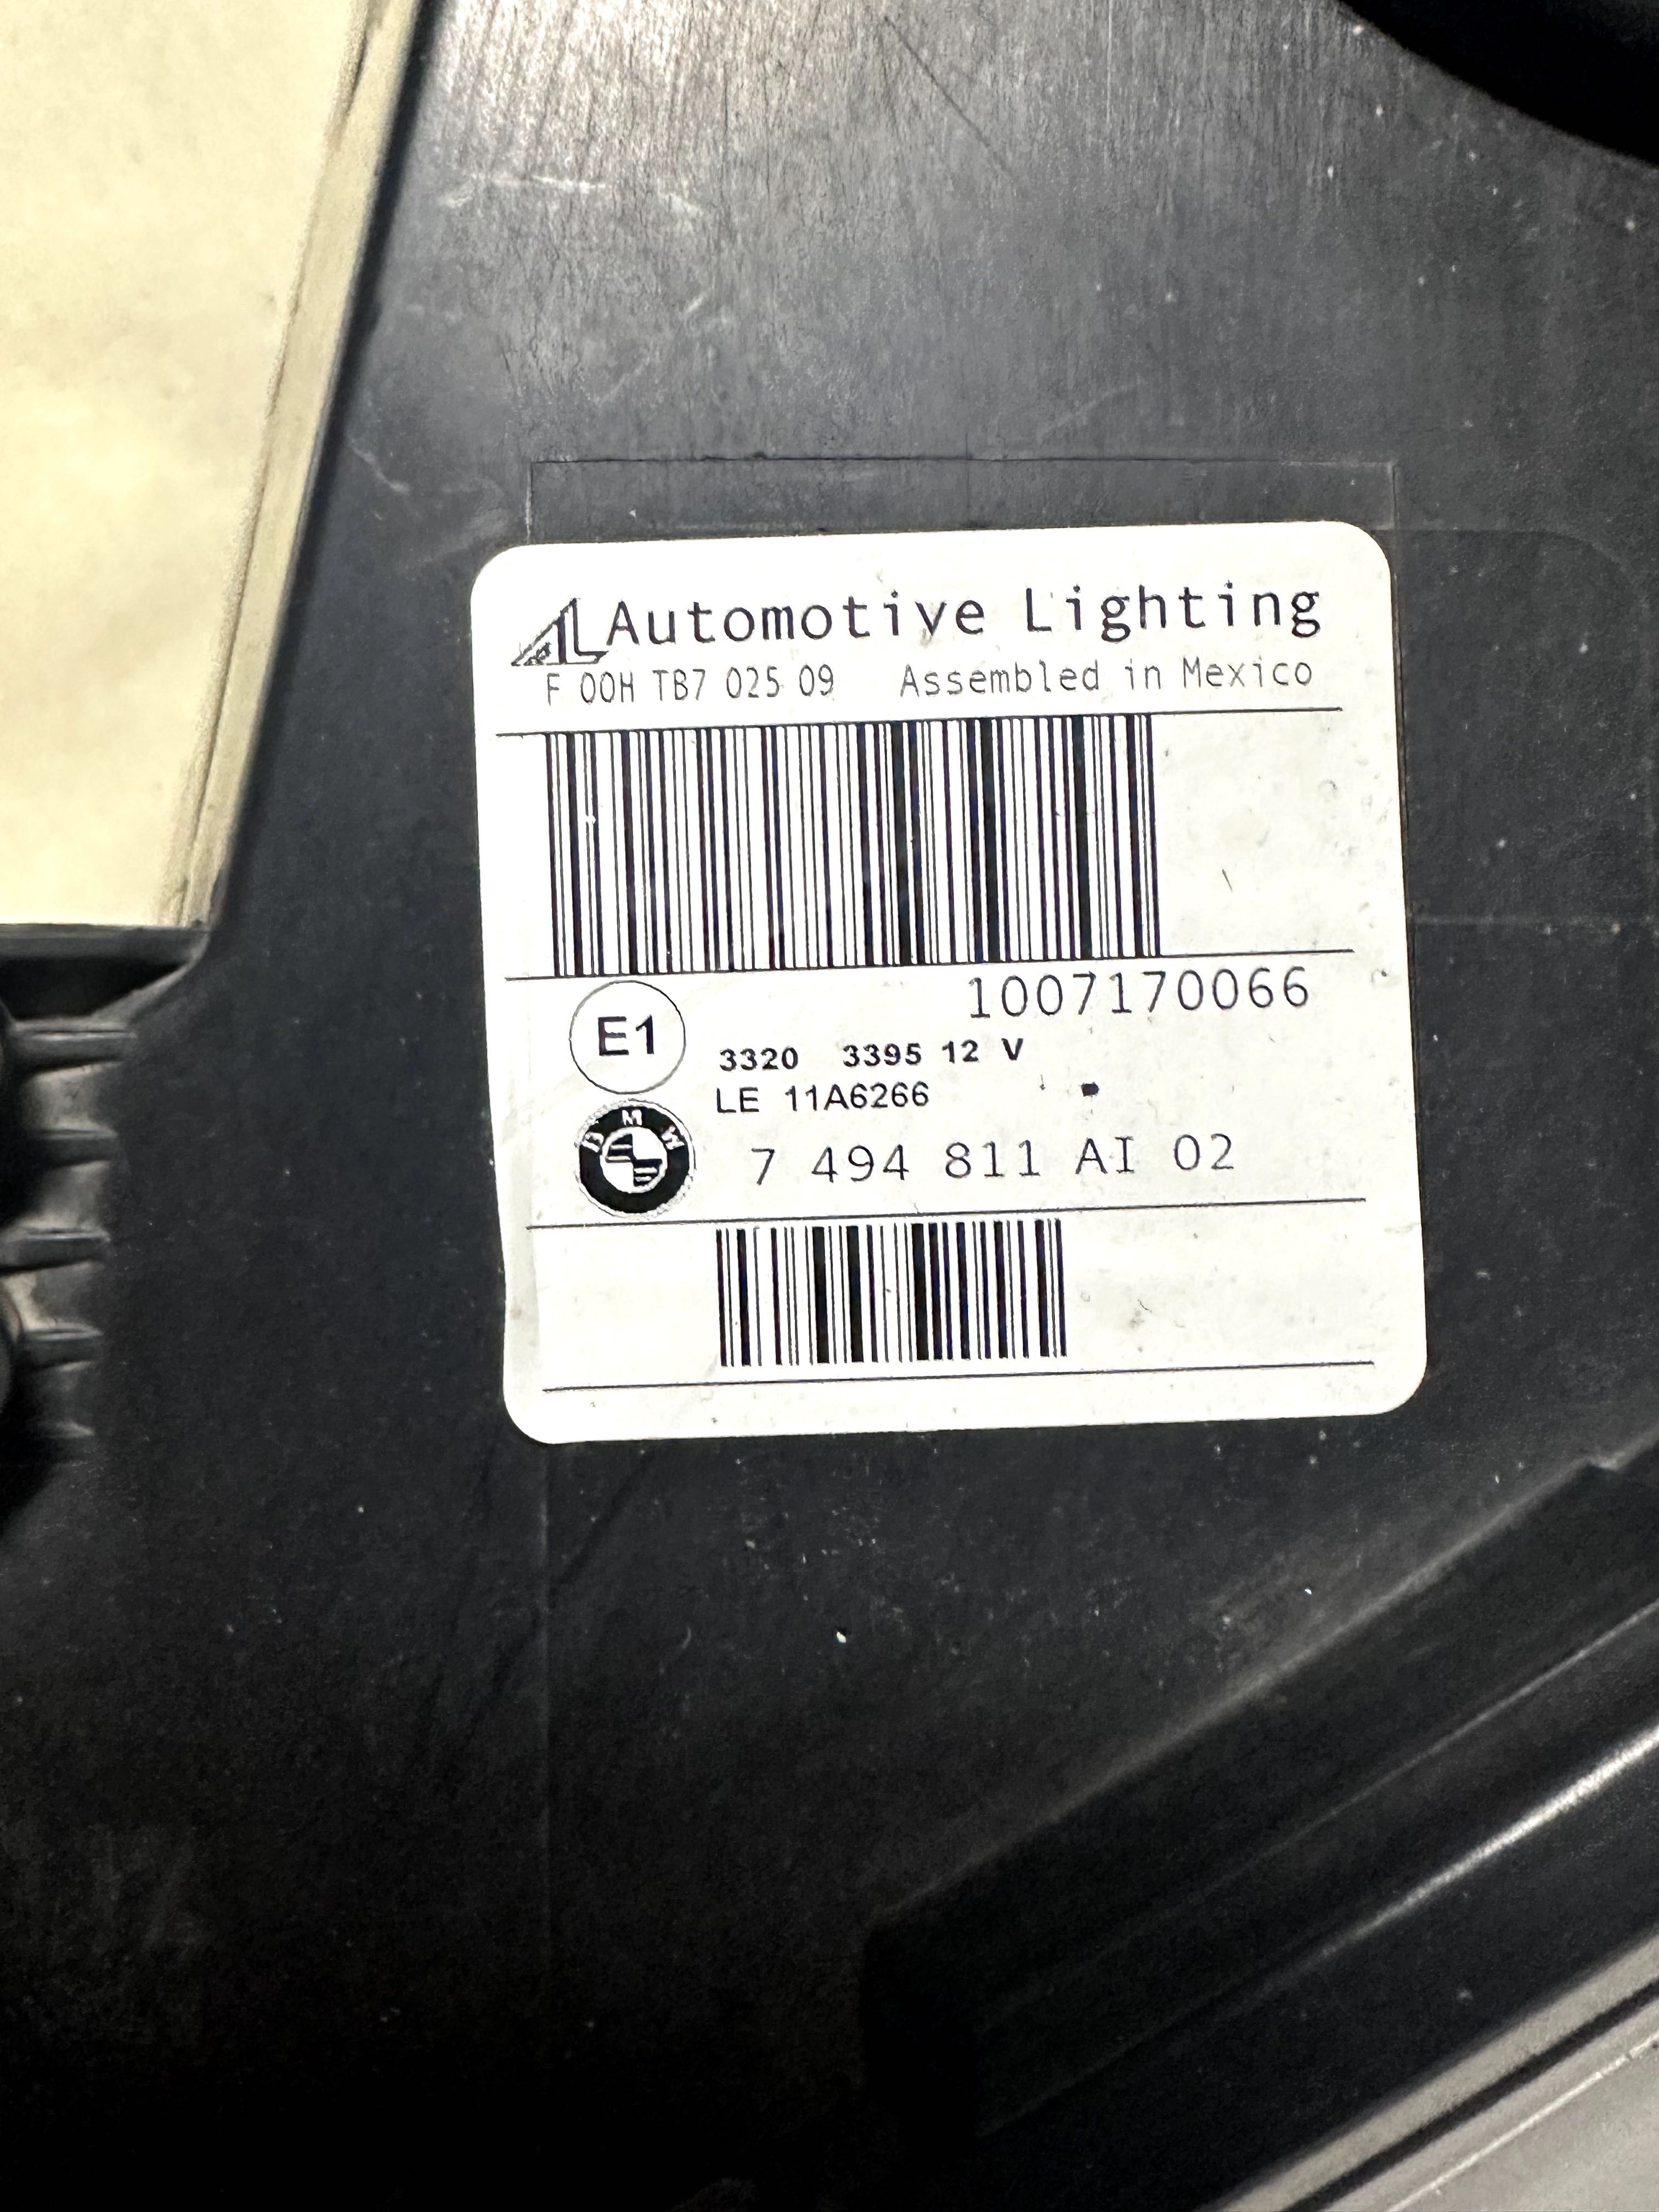 AL Automotive Lighting
F 00H TB7 025 09 Assembled in Mexico
1007170066
E1
3320 3395 12 V
LE 11A6266
BMW
7 494 811 AI 02